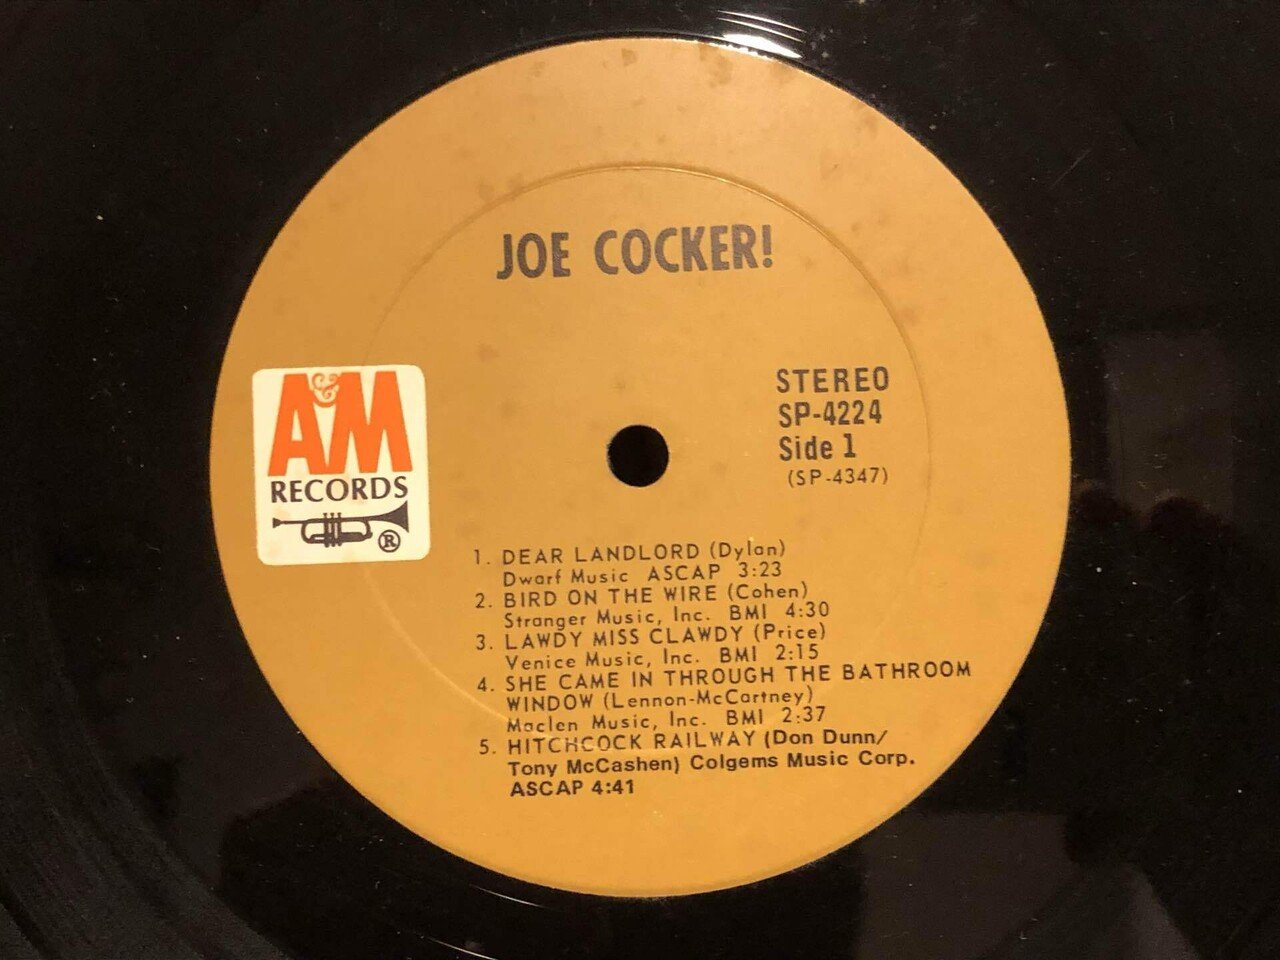 JOE COCKER!
A&M
RECORDS
®
STEREO
SP-4224
Side 1
(SP-4347)
1. DEAR LANDLORD (Dylan)
Dwarf Music ASCAP 3:23
2. BIRD ON THE WIRE (Cohen)
Stranger Music, Inc. BMI 4:30
3. LAWDY MISS CLAWDY (Price)
Venice Music, Inc. BMI 2:15
4. SHE CAME IN THROUGH THE BATHROOM
WINDOW (Lennon-McCartney)
Maclen Music, Inc. BMI 2:37
5. HITCHCOCK RAILWAY (Don Dunn/
Tony McCashen) Colgems Music Corp.
ASCAP 4:41